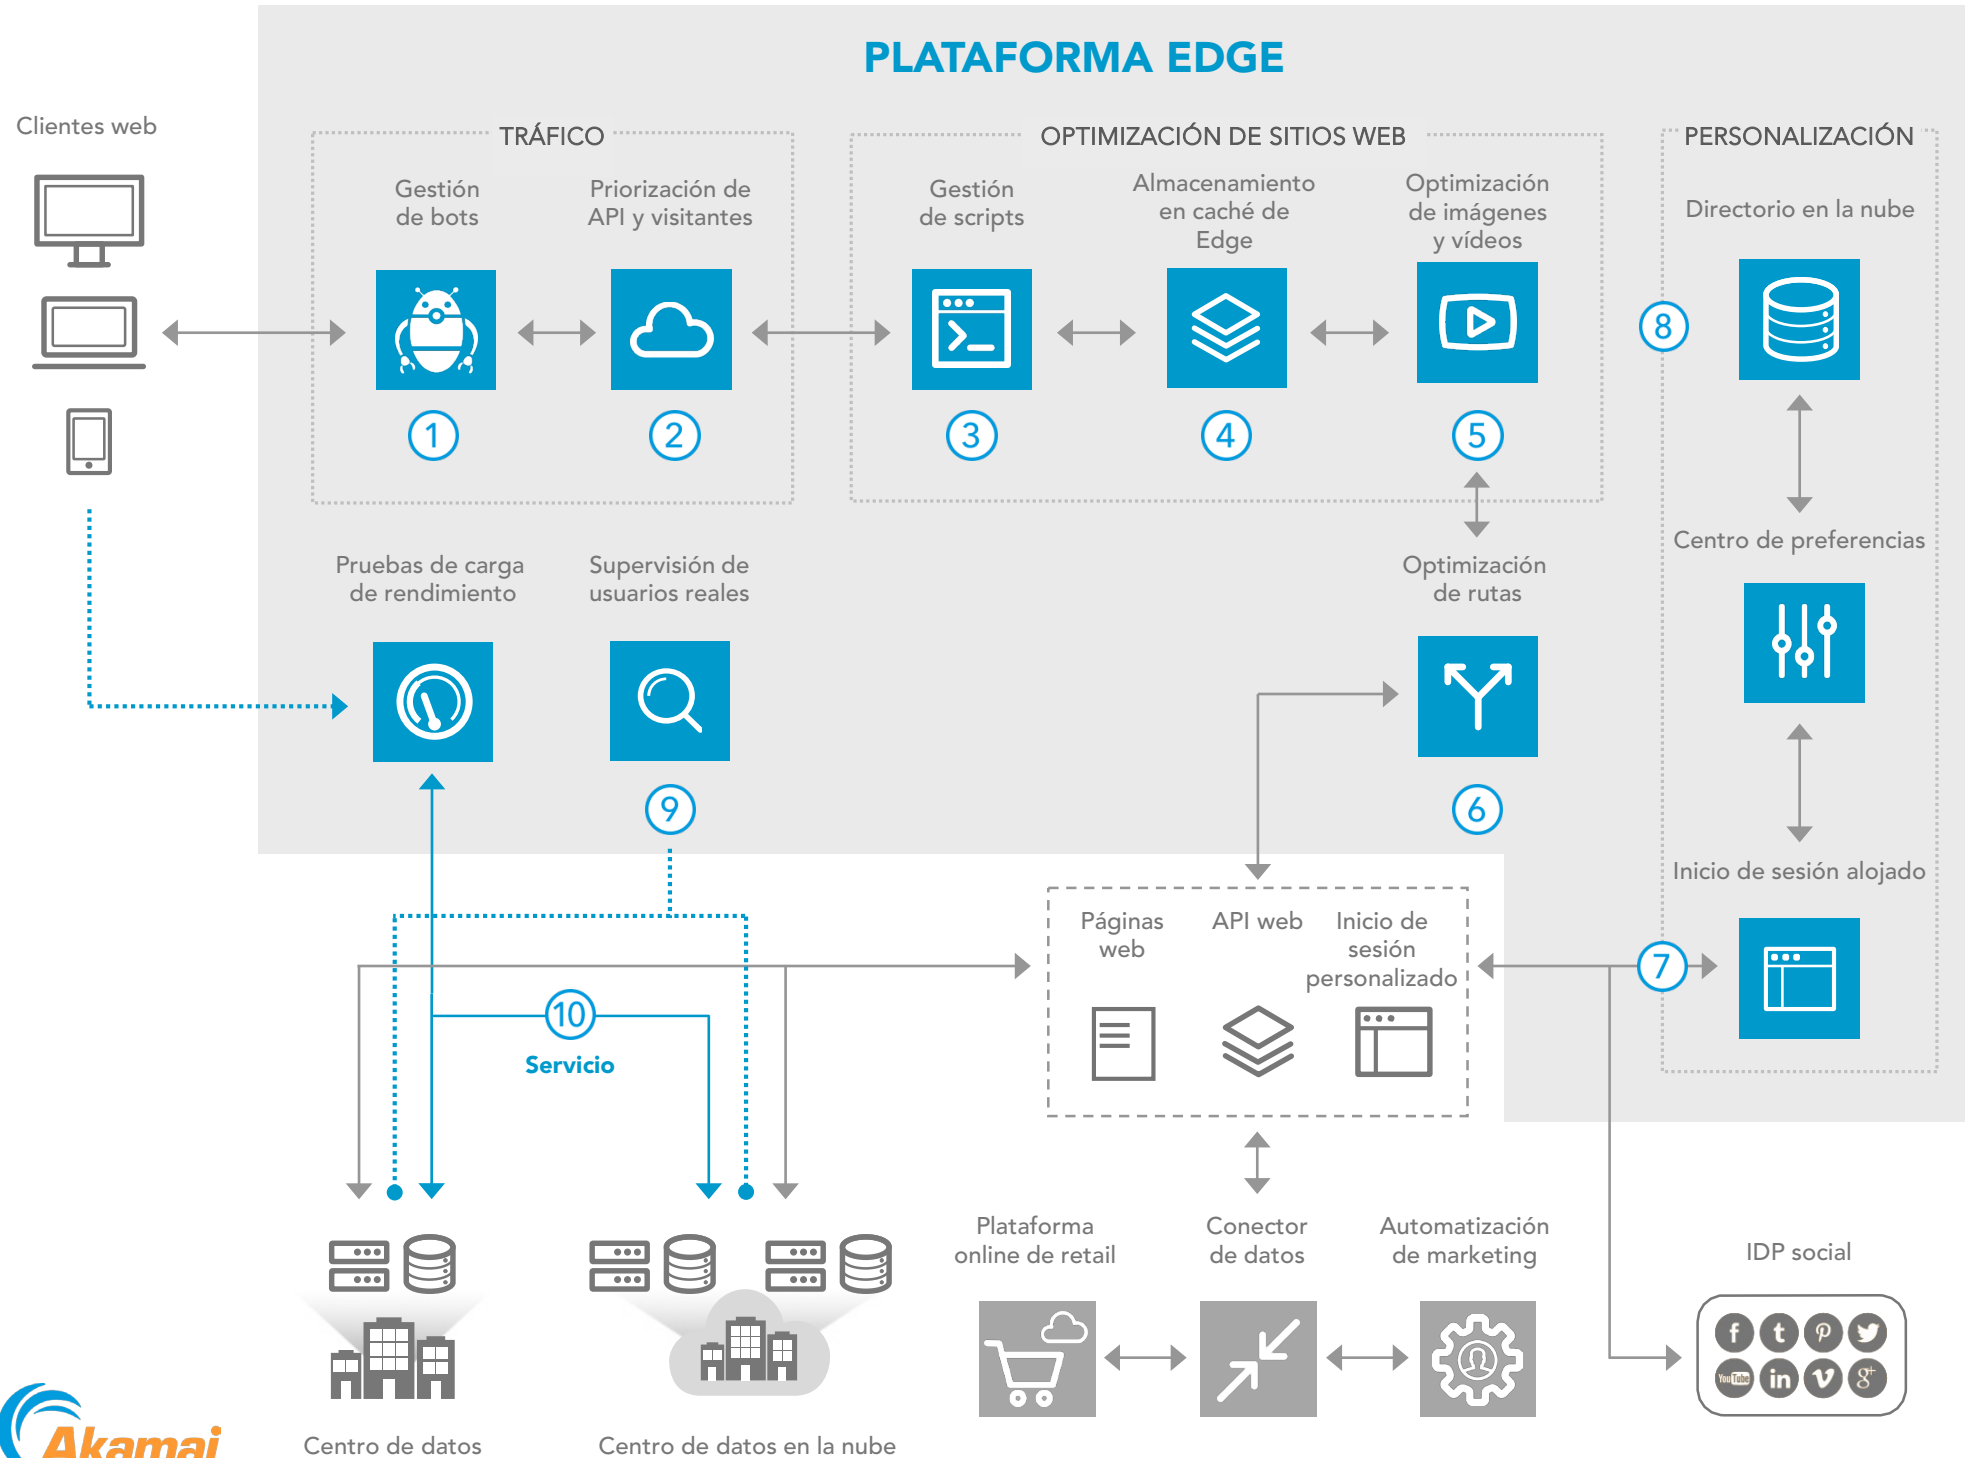 PLATAFORMA EDGE
Clientes web
TRÁFICO
OPTIMIZACIÓN DE SITIOS WEB
PERSONALIZACIÓN
Gestión
de bots
Priorización de
API y visitantes
Gestión
de scripts
Almacenamiento
en caché de
Edge
Optimización
de imágenes
y vídeos
Directorio en la nube
8
1
2
3
4
5
Pruebas de carga
de rendimiento
Supervisión de
usuarios reales
Optimización
de rutas
Centro de preferencias
9
6
Inicio de sesión alojado
Páginas
web
API web
Inicio de
sesión
personalizado
7
10
Servicio
Plataforma
online de retail
Conector
de datos
Automatización
de marketing
IDP social
f
t
P
You Tube
in
V
g+
Akamai
Centro de datos
Centro de datos en la nube